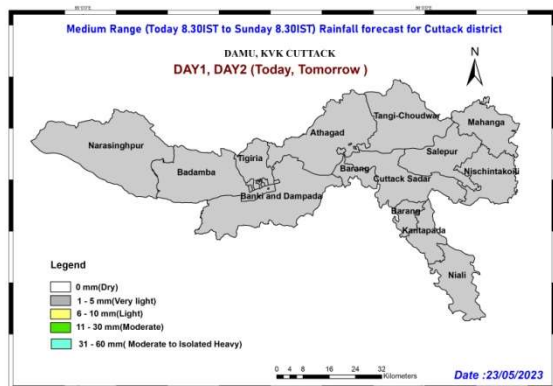 Medium Range (Today 8.30IST to Sunday 8.30IST) Rainfall forecast for Cuttack district
DAMU, KVK CUTTACK
DAY1, DAY2 (Today, Tomorrow )
N
Tangi-Choudwar
Mahanga
Athagad
Narasinghpur
Salepur
Tigiria
Badamba
Barang
Nischintakoili
Cuttack Sadar
Banki and Dampada
Barang
Kantapada
Niali
Legend
0 mm(Dry)
1 - 5 mm(Very light)
6 - 10 mm(Light)
11 - 30 mm(Moderate)
31 - 60 mm( Moderate to Isolated Heavy)
0 4 8 16 24 32
Kilometers
Date :23/05/2023